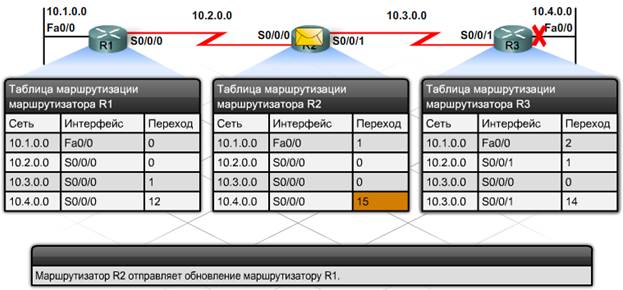 10.1.0.0
10.2.0.0
10.3.0.0
10.4.0.0
Fa0/0
S0/0/0
S0/0/0
S0/0/1
S0/0/1
Fa0/0
R1
R2
R3
Таблица маршрутизации
маршрутизатора R1
Сеть Интерфейс Переход
10.1.0.0 Fa0/0 0
10.2.0.0 S0/0/0 0
10.3.0.0 S0/0/0 1
10.4.0.0 S0/0/0 12
Таблица маршрутизации
маршрутизатора R2
Сеть Интерфейс Переход
10.1.0.0 Fa0/0 1
10.2.0.0 S0/0/0 0
10.3.0.0 S0/0/0 0
10.4.0.0 S0/0/0 15
Таблица маршрутизации
маршрутизатора R3
Сеть Интерфейс Переход
10.1.0.0 Fa0/0 2
10.2.0.0 S0/0/1 1
10.3.0.0 S0/0/0 0
10.3.0.0 S0/0/1 14
Маршрутизатор R2 отправляет обновление маршрутизатору R1.